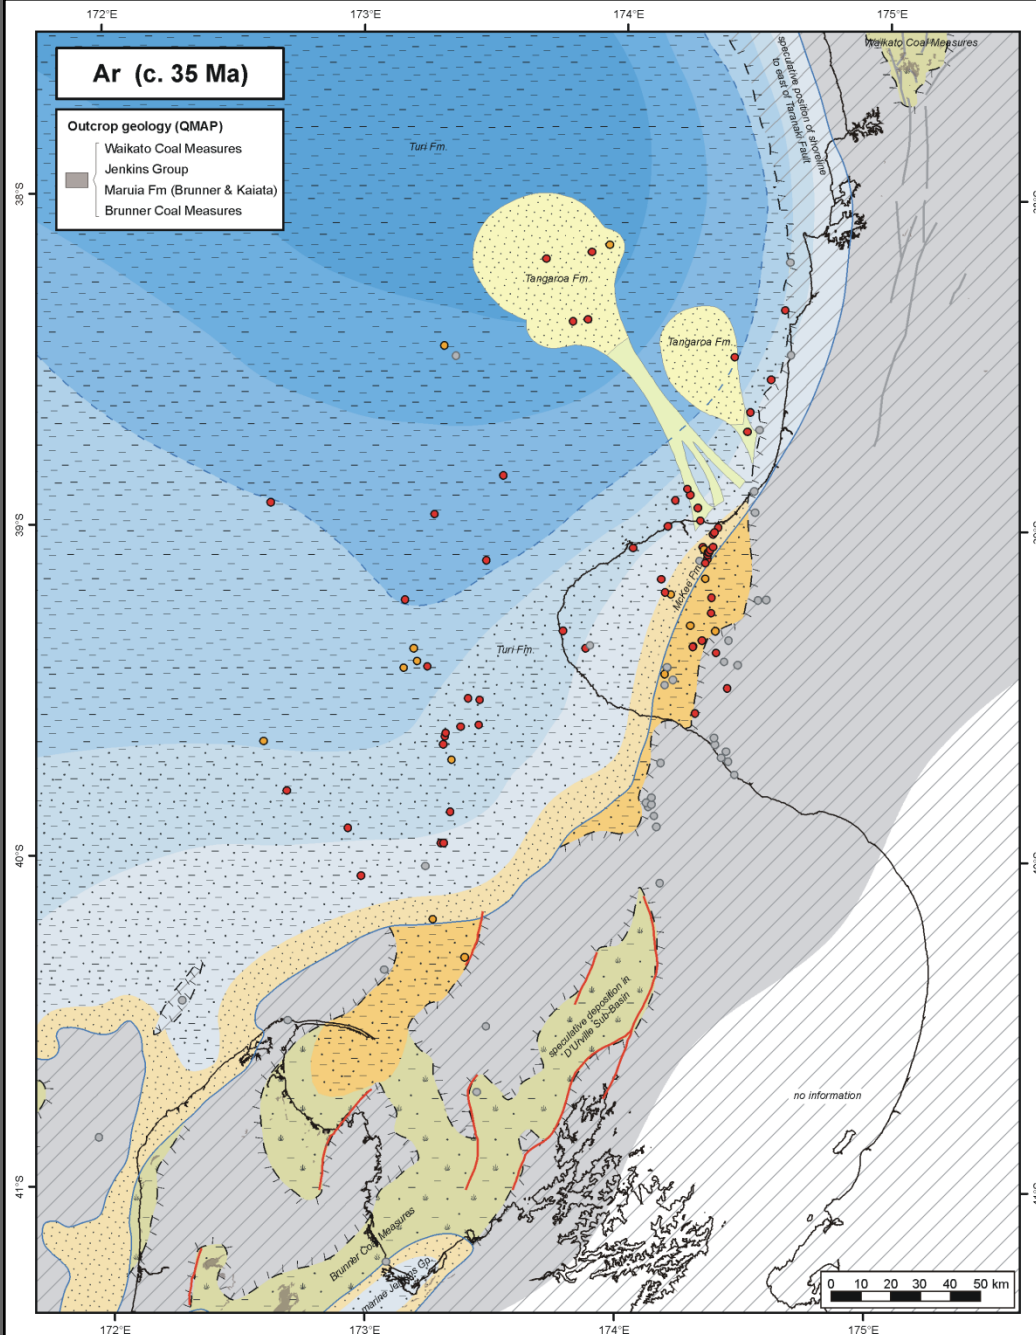 172°E
173°E
174°E
175°E
Ar (c. 35 Ma)
Outcrop geology (QMAP)
Waikato Coal Measures
Jenkins Group
Maruia Fm (Brunner & Kaiata)
Brunner Coal Measures
Waikato Coal Measures
speculative position of shoreline
to east of Taranaki Fault
Turi Fm.
38°S
Tangaroa Fm.
Tangaroa Fm.
39°S
McKee Fm.
Turi Fm.
40°S
speculative deposition in
D'Urville Sub-Basin
no information
41°S
Brunner Coal Measures
marine Jenkins Gp.
0 10 20 30 40 50 km
172°E
173°E
174°E
175°E